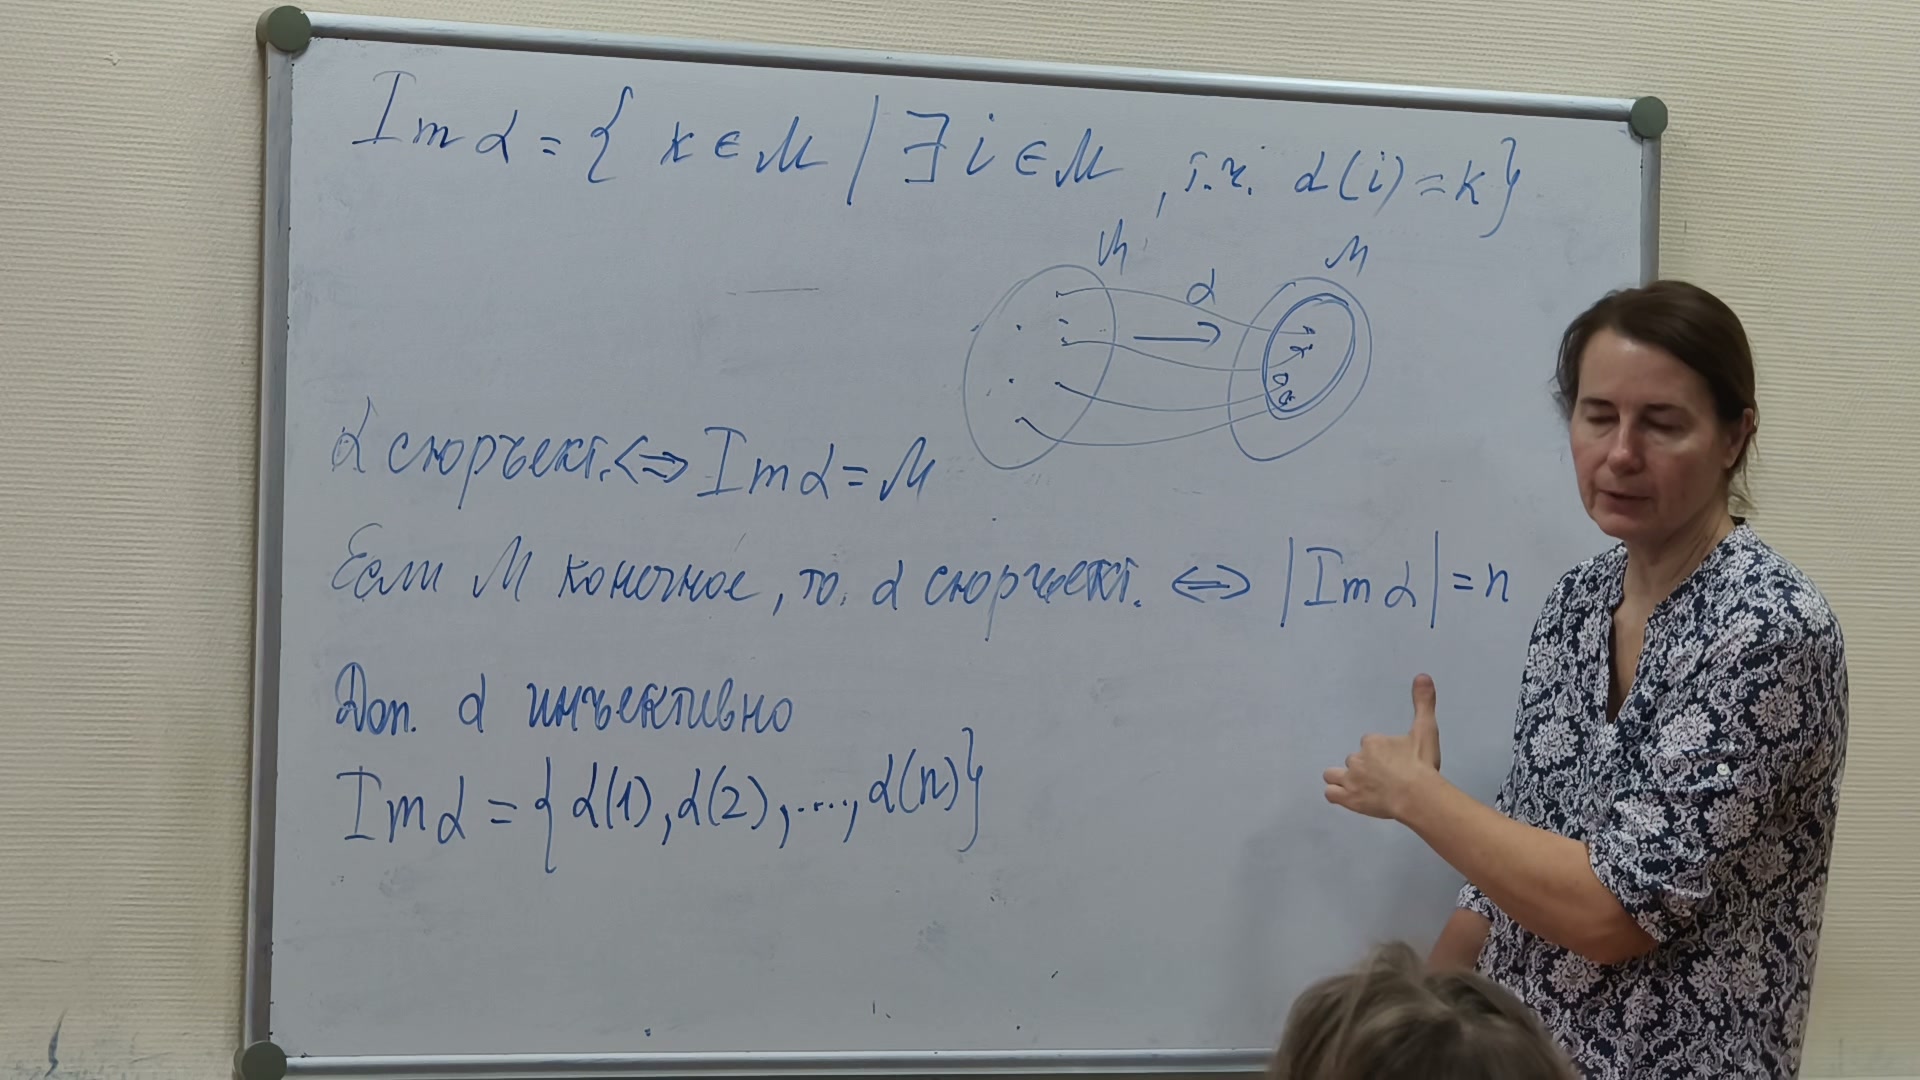 Im α = { k ∈ M | ∃ i ∈ M, т.ч. α(i) = k}
M M
α
α сюръект. <=> Im α = M
Если M конечное, то. α сюръект. <=> |Im α| = n
Доп. α инъективно
Im α = { α(1), α(2), ...., α(n)}